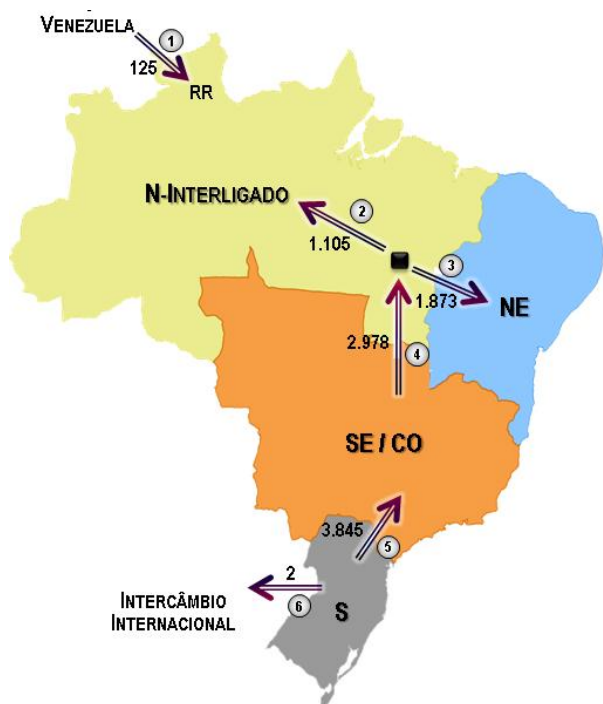 VENEZUELA
1
125
RR
N-INTERLIGADO
2
1.105
3
1.873
NE
2.978
4
SE / CO
3.845
5
2
6
INTERCÂMBIO
INTERNACIONAL
S